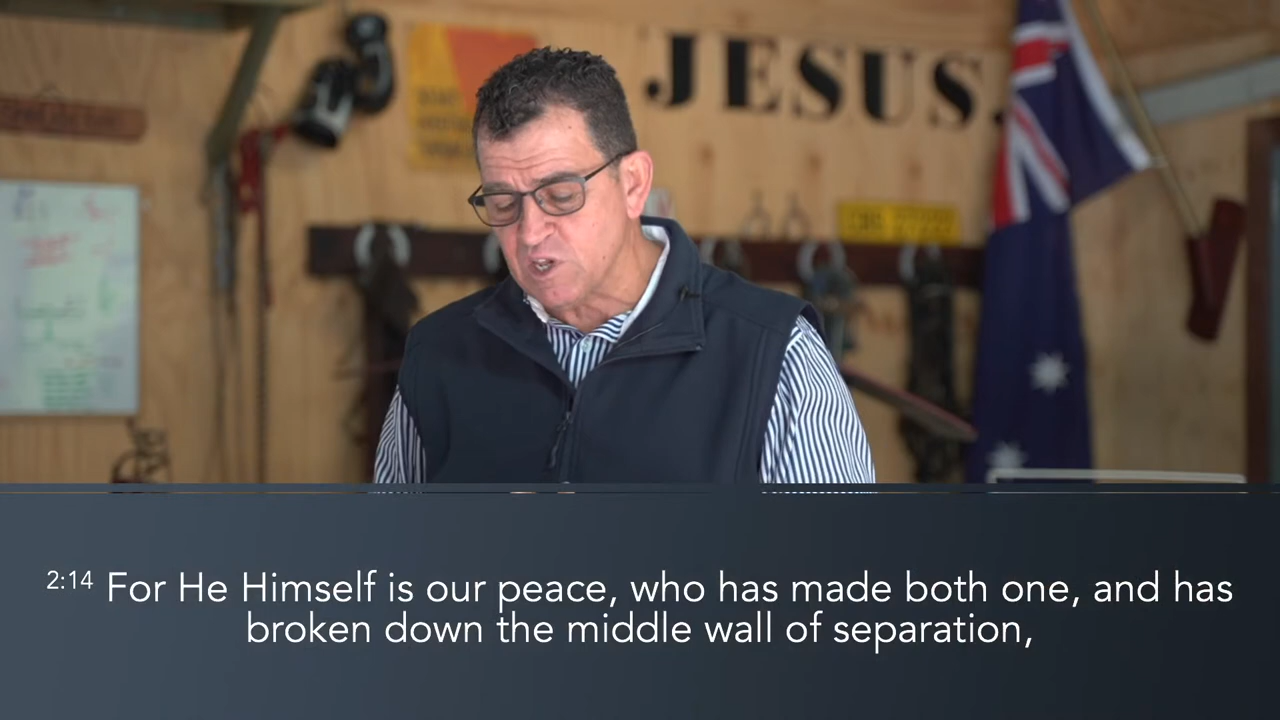 JESUS.
2:14 For He Himself is our peace, who has made both one, and has
broken down the middle wall of separation,